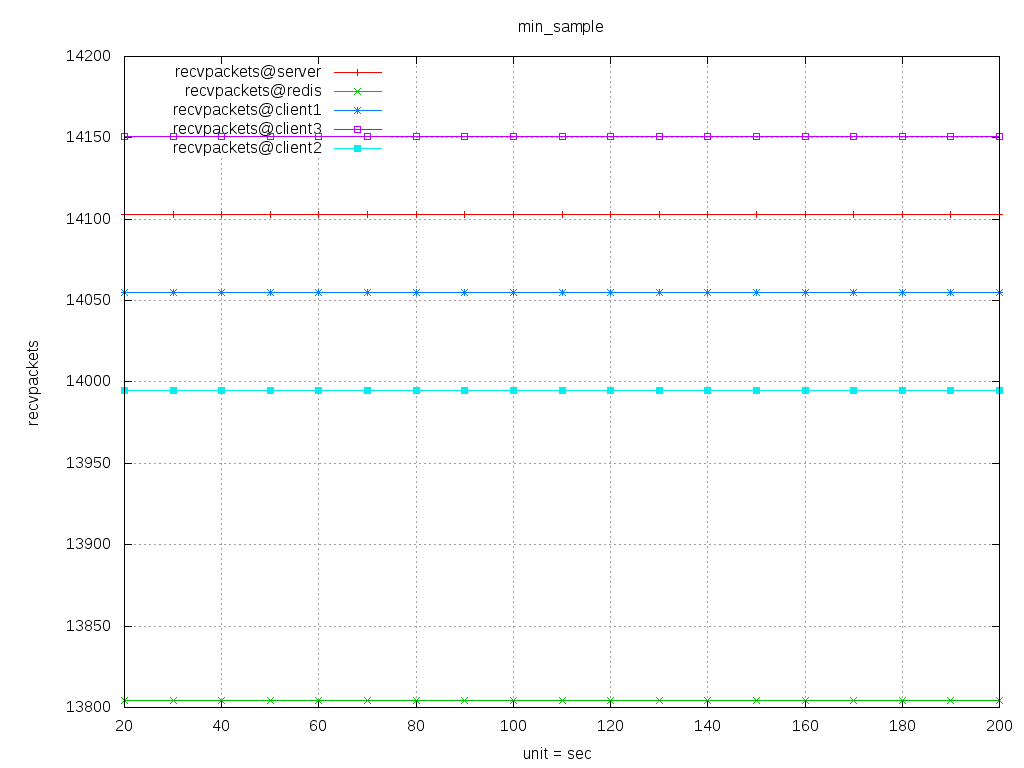 min_sample
14200
14150
14100
14050
14000
13950
13900
13850
13800
recvpackets
recvpackets@server
recvpackets@redis
recvpackets@client1
recvpackets@client3
recvpackets@client2
20 40 60 80 100 120 140 160 180 200
unit = sec